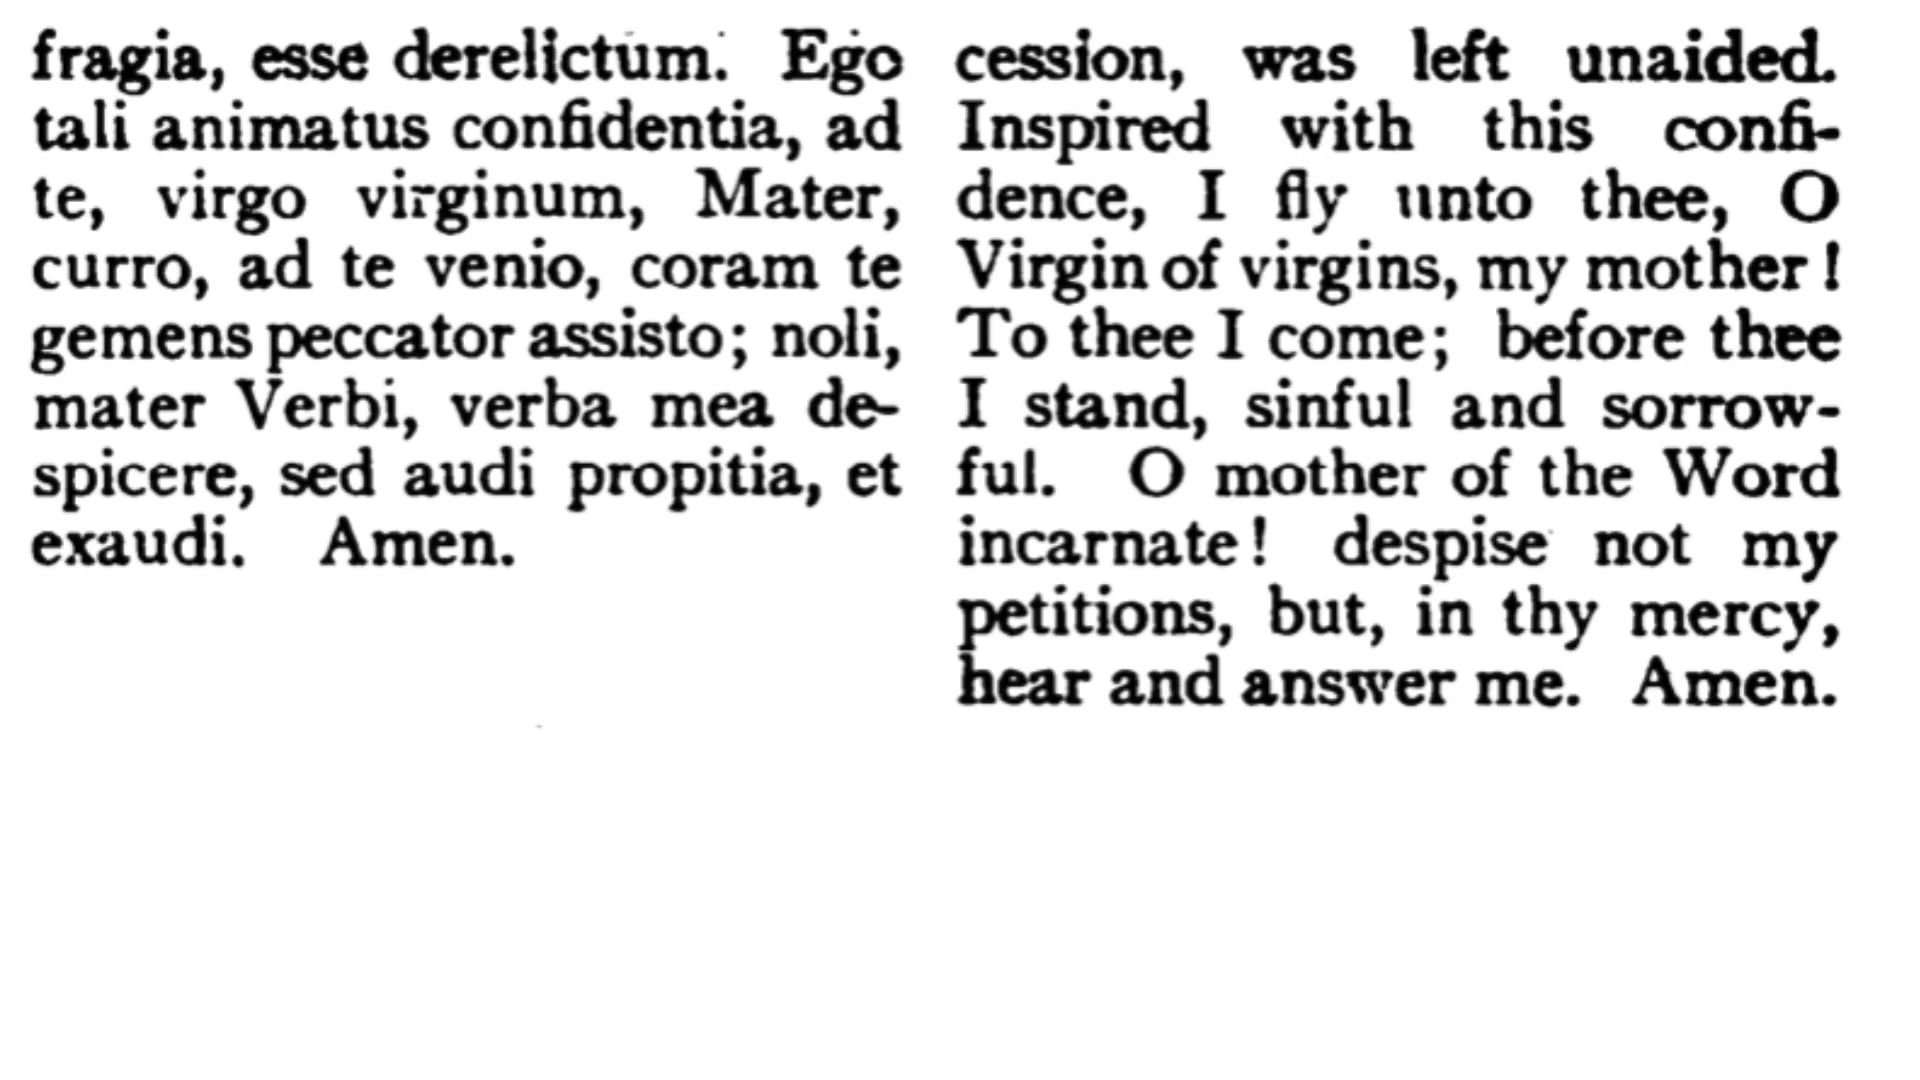 fragia, esse derelictum. Ego
tali animatus confidentia, ad
te, virgo virginum, Mater,
curro, ad te venio, coram te
gemens peccator assisto; noli,
mater Verbi, verba mea de-
spicere, sed audi propitia, et
exaudi. Amen.
cession, was left unaided.
Inspired with this confi-
dence, I fly unto thee, O
Virgin of virgins, my mother!
To thee I come; before thee
I stand, sinful and sorrow-
ful. O mother of the Word
incarnate! despise not my
petitions, but, in thy mercy,
hear and answer me. Amen.